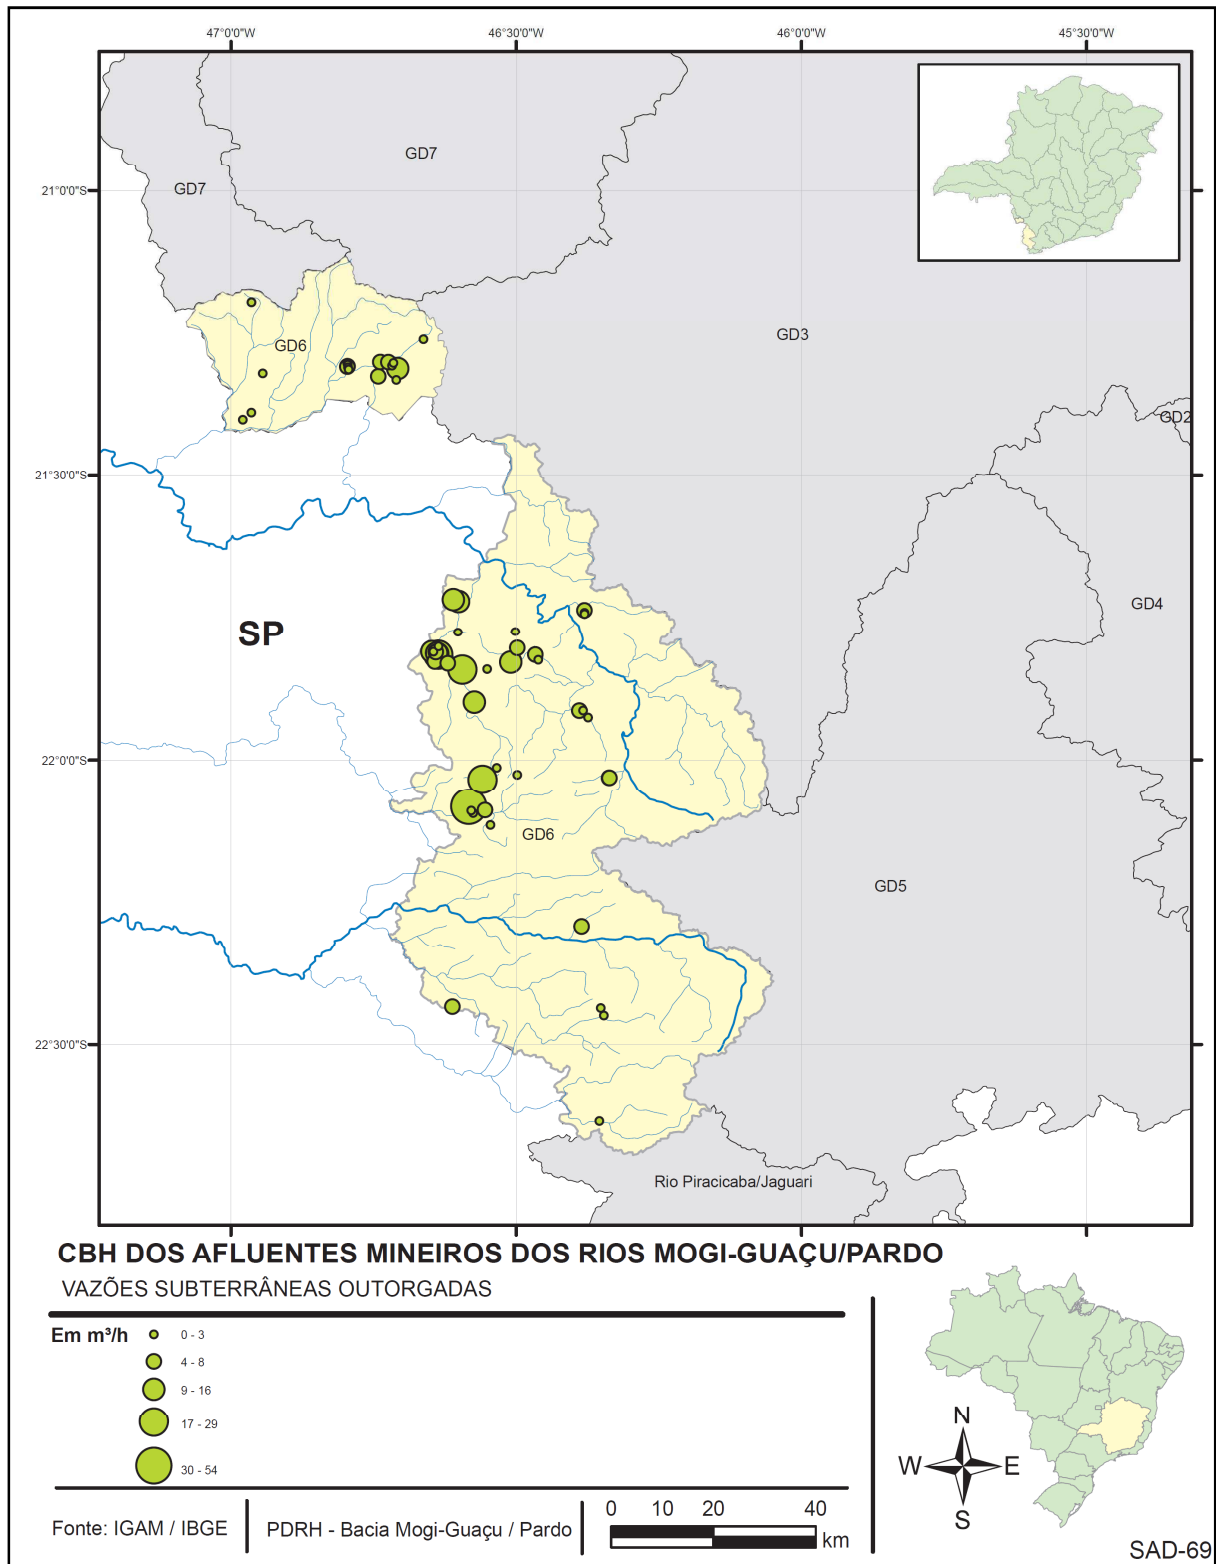 47°0'0"W 46°30'0"W 46°0'0"W 45°30'0"W
GD7
GD7
21°0'0"S
GD3
GD6
GD2
21°30'0"S
GD4
SP
22°0'0"S
GD6
GD5
22°30'0"S
Rio Piracicaba/Jaguari
CBH DOS AFLUENTES MINEIROS DOS RIOS MOGI-GUAÇU/PARDO
VAZÕES SUBTERRÂNEAS OUTORGADAS
Em m³/h
0 - 3
4 - 8
9 - 16
17 - 29
30 - 54
N
W E
S
Fonte: IGAM / IBGE
PDRH - Bacia Mogi-Guaçu / Pardo
0 10 20 40
km
SAD-69